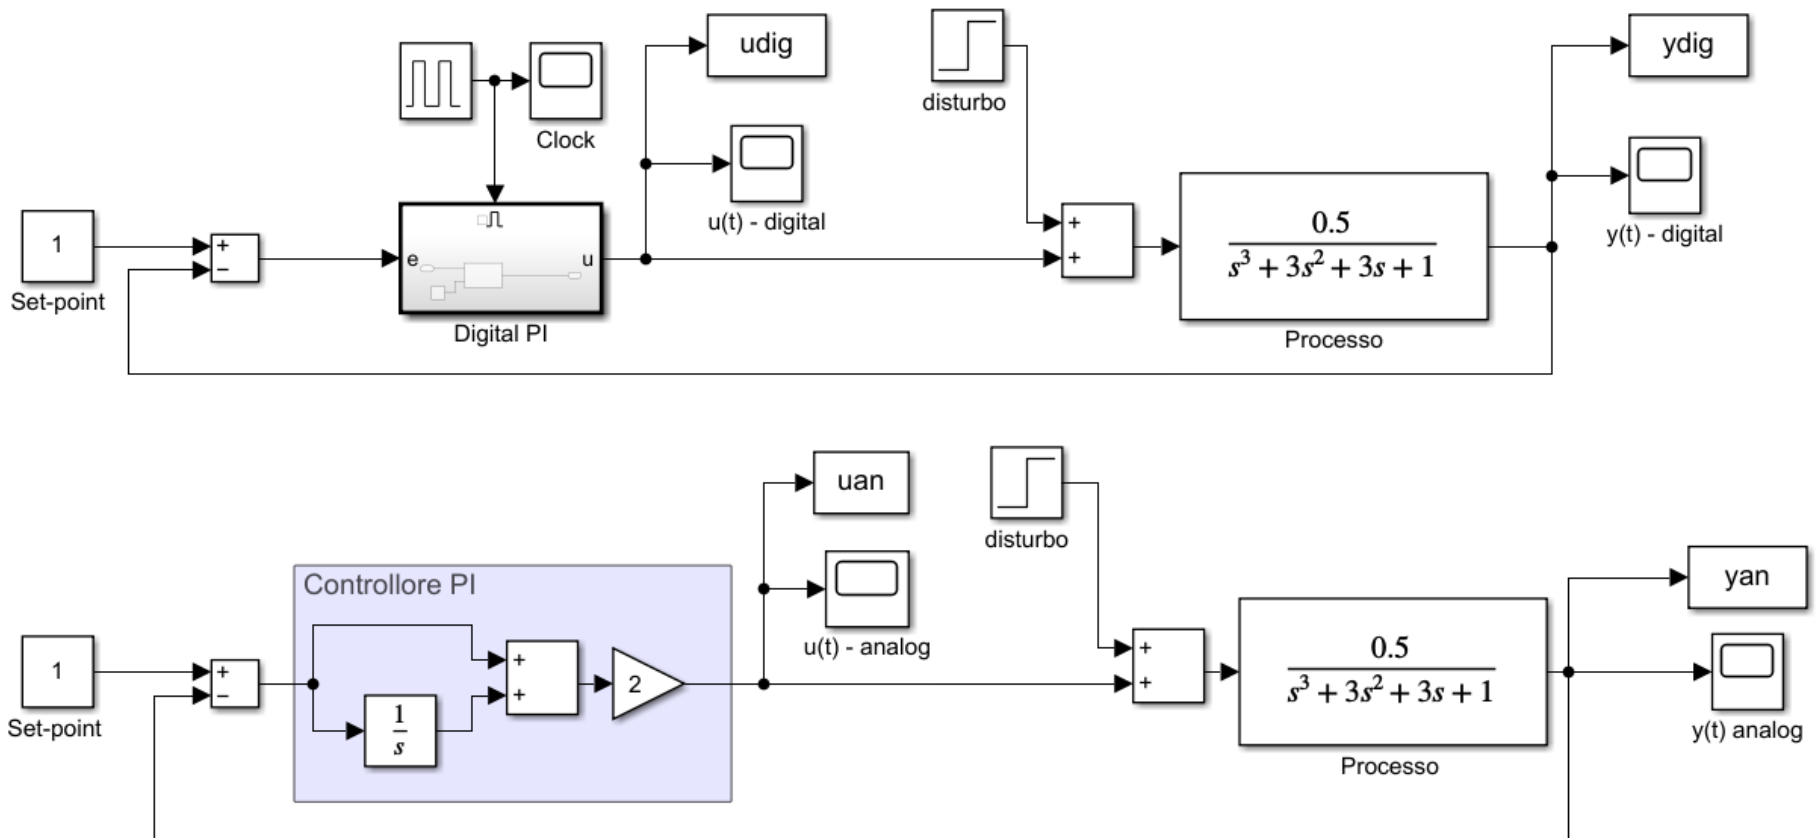 udig
ydig
disturbo
Clock
u(t) - digital
y(t) - digital
1
+
−
e
u
+
+
0.5
s³ + 3s² + 3s + 1
Set-point
Digital PI
Processo
uan
disturbo
yan
Controllore PI
u(t) - analog
1
+
−
+
+
2
1
s
+
+
0.5
s³ + 3s² + 3s + 1
Set-point
y(t) analog
Processo